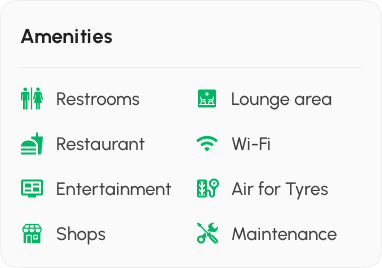 Amenities
Restrooms
Lounge area
Restaurant
Wi-Fi
Entertainment
Air for Tyres
Shops
Maintenance